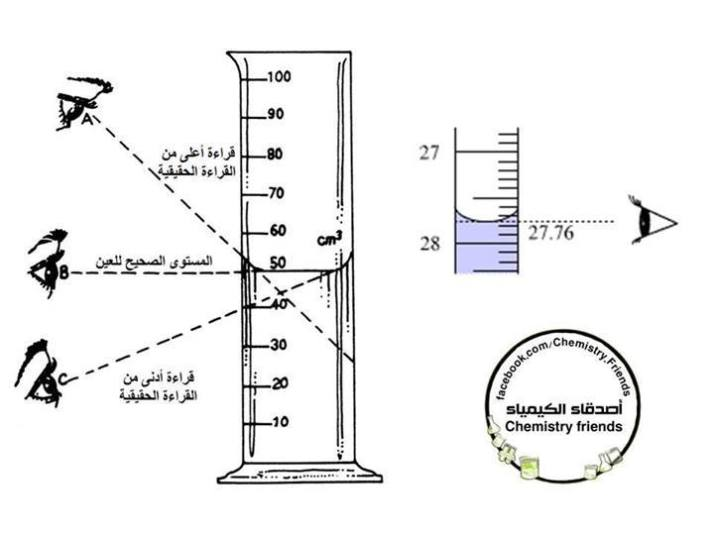 A
قراءة أعلى من
القراءة الحقيقية
B
المستوى الصحيح للعين
C
قراءة أدنى من
القراءة الحقيقية
100
90
80
70
60
cm³
50
40
30
20
10
27
28
27.76
facebook.com/Chemistry.Friends
أصدقاء الكيمياء
Chemistry friends